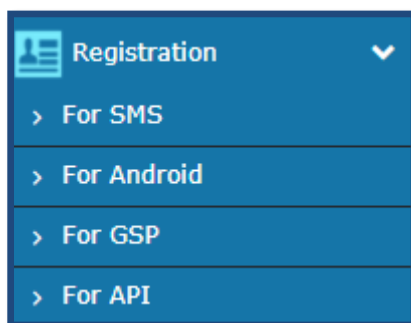 Registration
For SMS
For Android
For GSP
For API